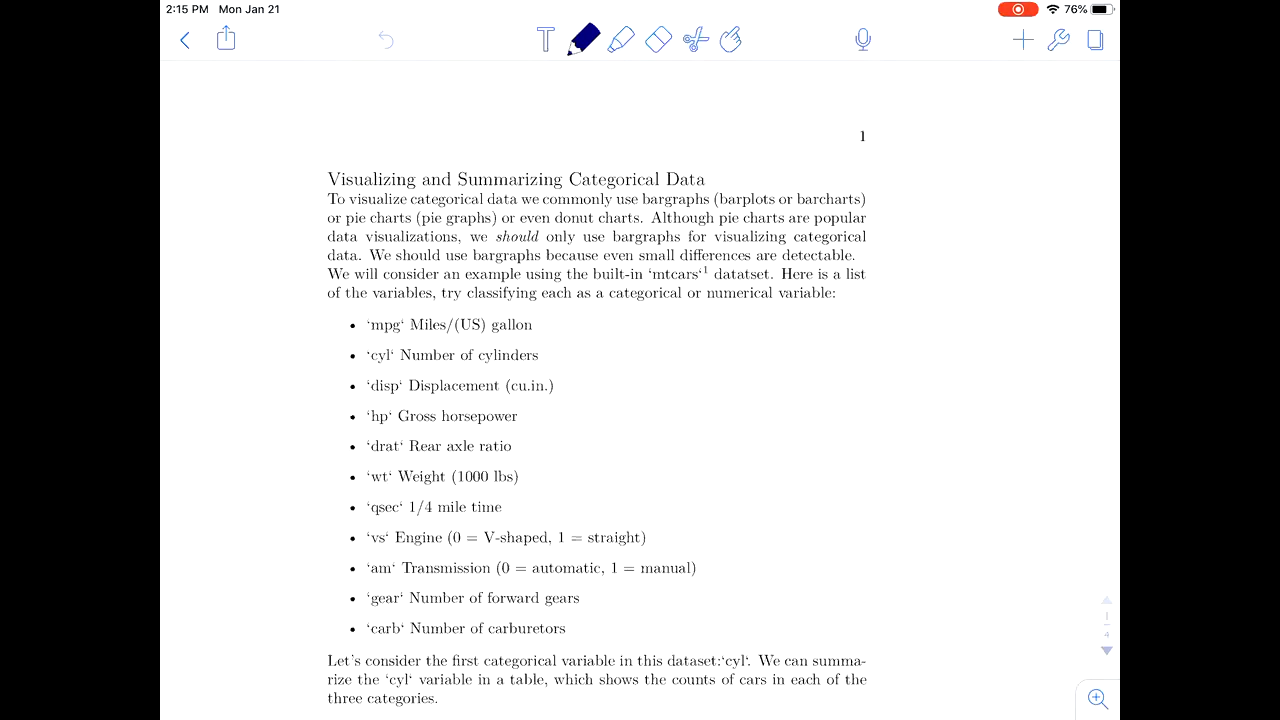 2:15 PM Mon Jan 21
76%
T
1
Visualizing and Summarizing Categorical Data
To visualize categorical data we commonly use bargraphs (barplots or barcharts)
or pie charts (pie graphs) or even donut charts. Although pie charts are popular
data visualizations, we should only use bargraphs for visualizing categorical
data. We should use bargraphs because even small differences are detectable.
We will consider an example using the built-in ‘mtcars‘1 datatset. Here is a list
of the variables, try classifying each as a categorical or numerical variable:
• ‘mpg‘ Miles/(US) gallon
• ‘cyl‘ Number of cylinders
• ‘disp‘ Displacement (cu.in.)
• ‘hp‘ Gross horsepower
• ‘drat‘ Rear axle ratio
• ‘wt‘ Weight (1000 lbs)
• ‘qsec‘ 1/4 mile time
• ‘vs‘ Engine (0 = V-shaped, 1 = straight)
• ‘am‘ Transmission (0 = automatic, 1 = manual)
• ‘gear‘ Number of forward gears
• ‘carb‘ Number of carburetors
1
4
Let's consider the first categorical variable in this dataset:‘cyl‘. We can summa-
rize the ‘cyl‘ variable in a table, which shows the counts of cars in each of the
three categories.